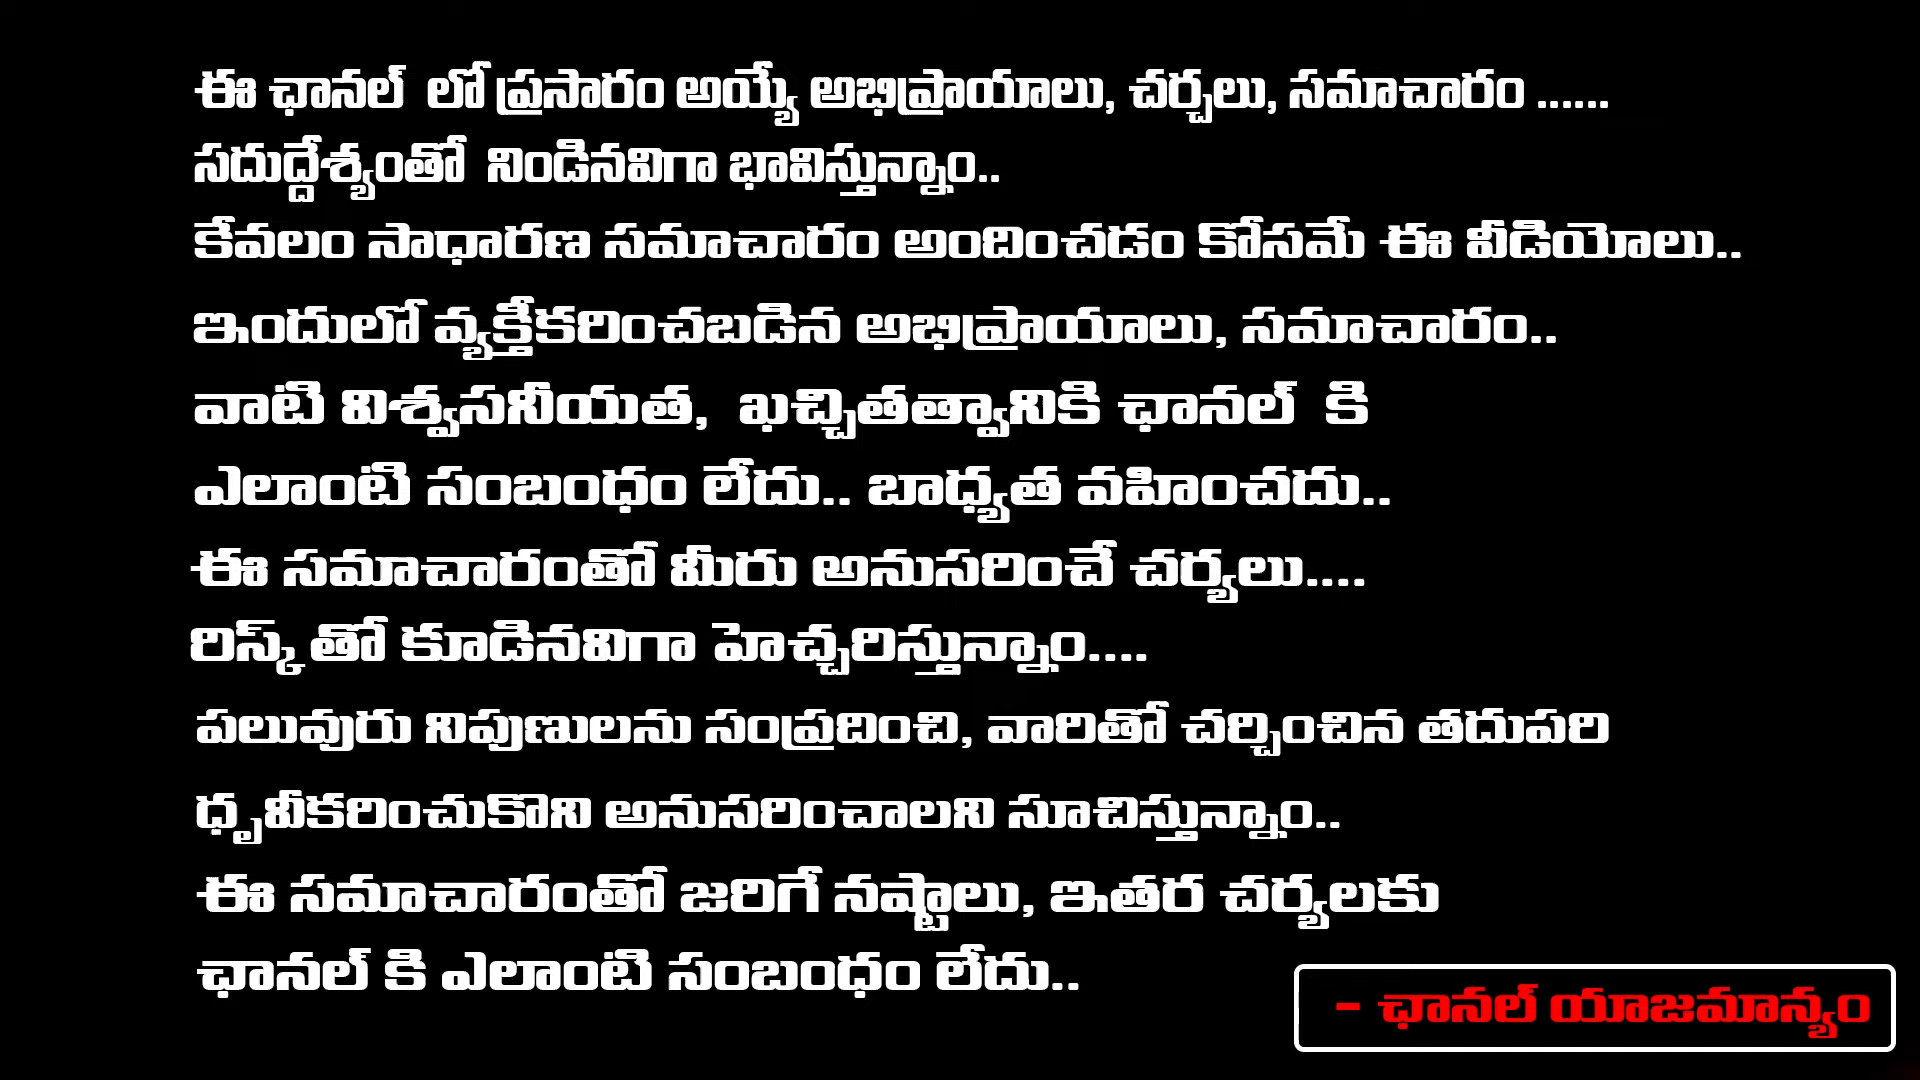 ఈ ఛానల్ లో ప్రసారం అయ్యే అభిప్రాయాలు, చర్చలు, సమాచారం ......
సదుద్దేశ్యంతో నిండినవిగా భావిస్తున్నాం..
కేవలం సాధారణ సమాచారం అందించడం కోసమే ఈ వీడియోలు..
ఇందులో వ్యక్తీకరించబడిన అభిప్రాయాలు, సమాచారం..
వాటి విశ్వసనీయత, ఖచ్చితత్వానికి ఛానల్ కి
ఎలాంటి సంబంధం లేదు.. బాధ్యత వహించదు..
ఈ సమాచారంతో మీరు అనుసరించే చర్యలు....
రిస్క్ తో కూడినవిగా హెచ్చరిస్తున్నాం....
పలువురు నిపుణులను సంప్రదించి, వారితో చర్చించిన తదుపరి
ధృవీకరించుకొని అనుసరించాలని సూచిస్తున్నాం..
ఈ సమాచారంతో జరిగే నష్టాలు, ఇతర చర్యలకు
ఛానల్ కి ఎలాంటి సంబంధం లేదు..
- ఛానల్ యాజమాన్యం